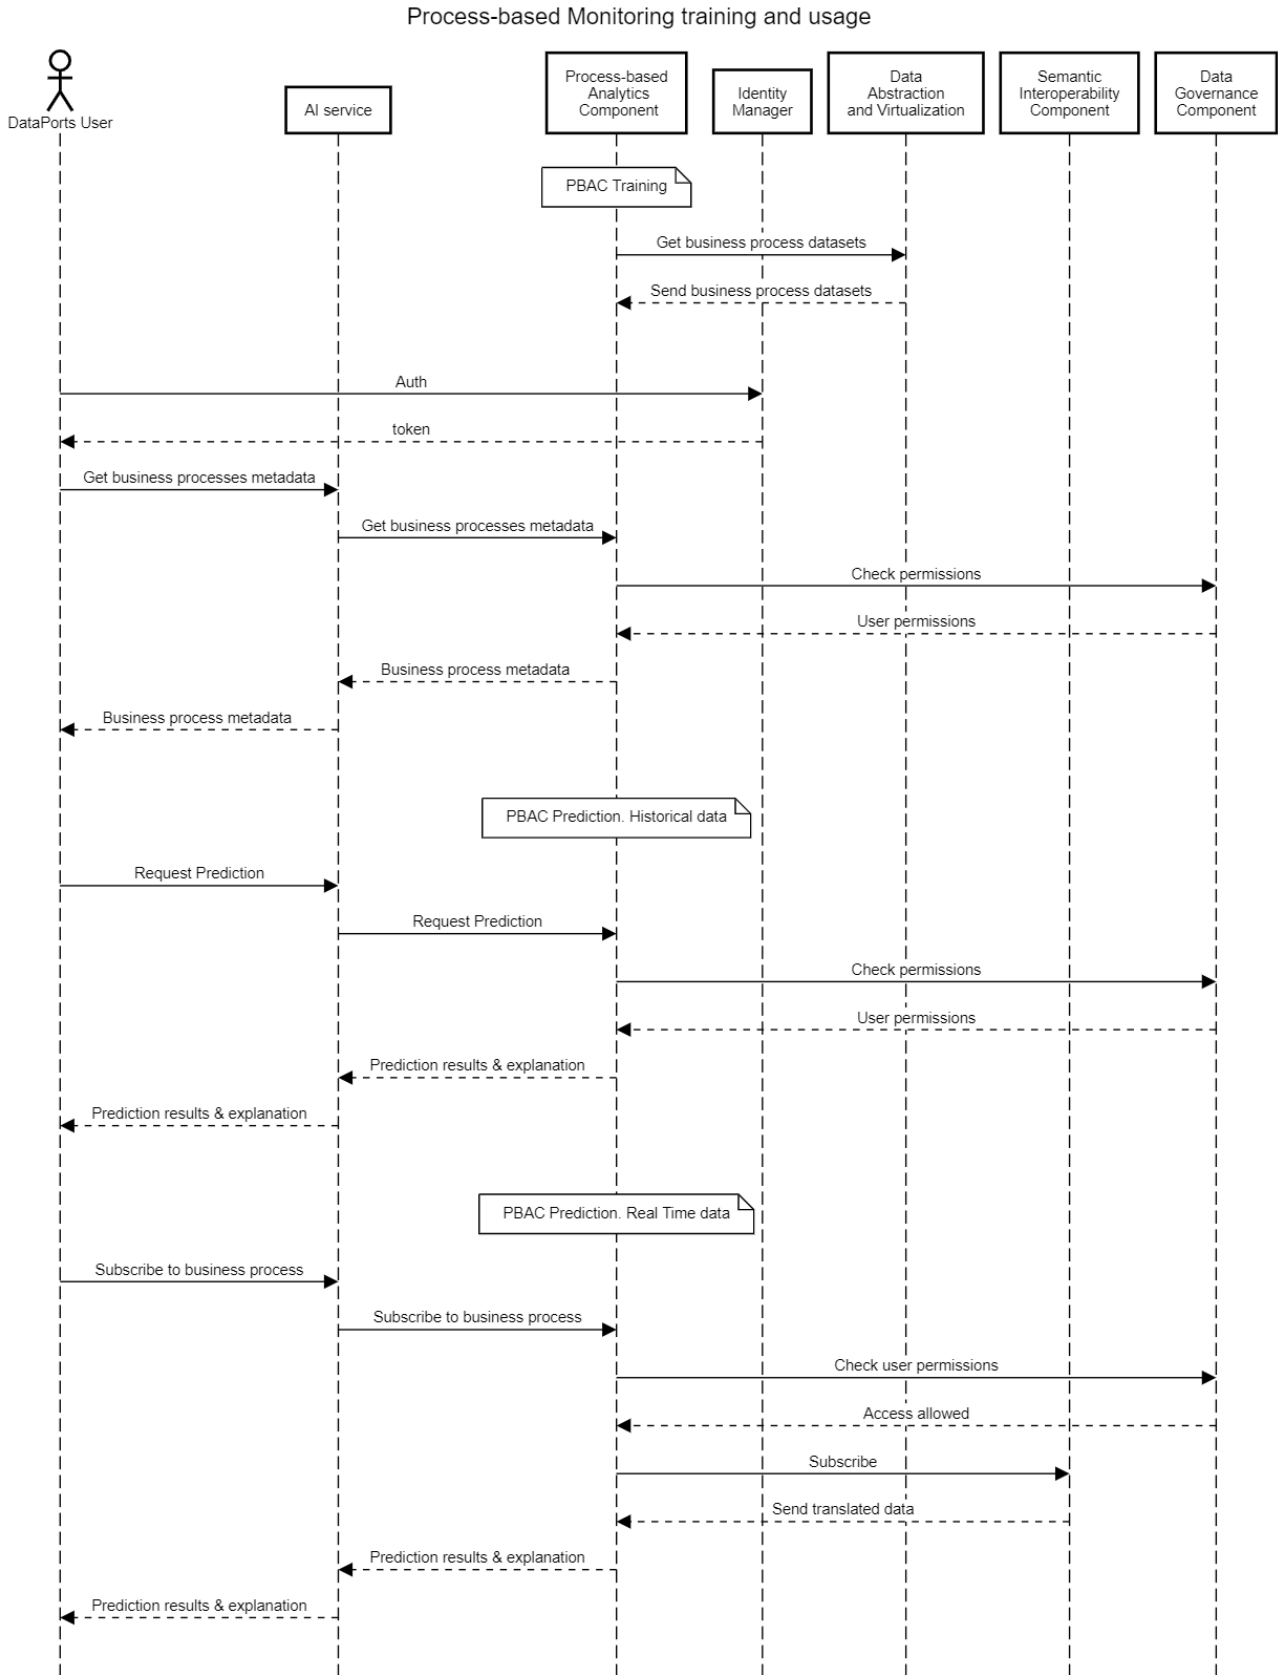 Process-based Monitoring training and usage
DataPorts User
AI service
Process-based
Analytics
Component
Identity
Manager
Data
Abstraction
and Virtualization
Semantic
Interoperability
Component
Data
Governance
Component
PBAC Training
Get business process datasets
Send business process datasets
Auth
token
Get business processes metadata
Get business processes metadata
Check permissions
User permissions
Business process metadata
Business process metadata
PBAC Prediction. Historical data
Request Prediction
Request Prediction
Check permissions
User permissions
Prediction results & explanation
Prediction results & explanation
PBAC Prediction. Real Time data
Subscribe to business process
Subscribe to business process
Check user permissions
Access allowed
Subscribe
Send translated data
Prediction results & explanation
Prediction results & explanation